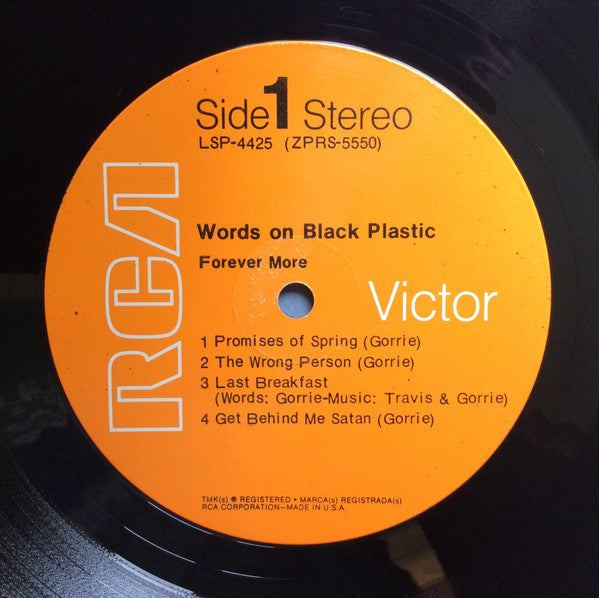 Side 1 Stereo
LSP-4425 (ZPRS-5550)
RCA
Words on Black Plastic
Forever More
Victor
1 Promises of Spring (Gorrie)
2 The Wrong Person (Gorrie)
3 Last Breakfast
(Words: Gorrie-Music: Travis & Gorrie)
4 Get Behind Me Satan (Gorrie)
TMK(s) ® REGISTERED • MARCA(s) REGISTRADA(s)
RCA CORPORATION—MADE IN U.S.A.